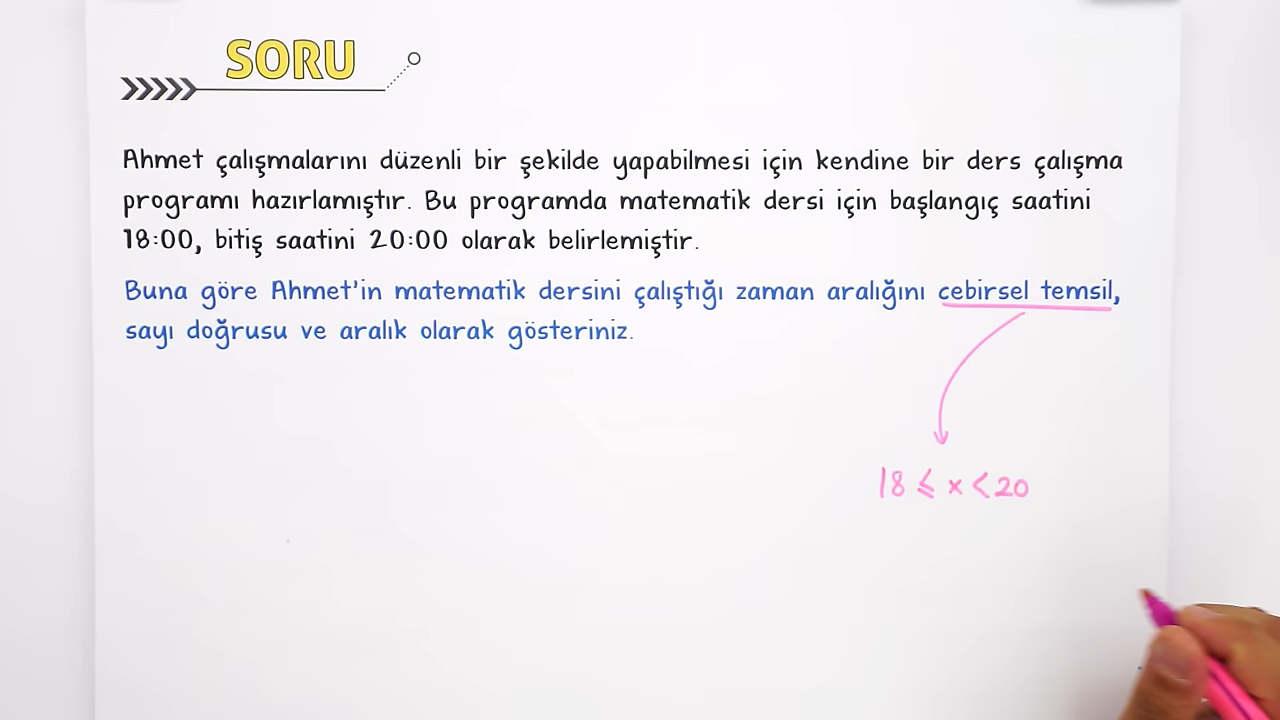 SORU
Ahmet çalışmalarını düzenli bir şekilde yapabilmesi için kendine bir ders çalışma
programı hazırlamıştır. Bu programda matematik dersi için başlangıç saatini
18:00, bitiş saatini 20:00 olarak belirlemiştir.
Buna göre Ahmet'in matematik dersini çalıştığı zaman aralığını cebirsel temsil,
sayı doğrusu ve aralık olarak gösteriniz.
18 ≤ x < 20